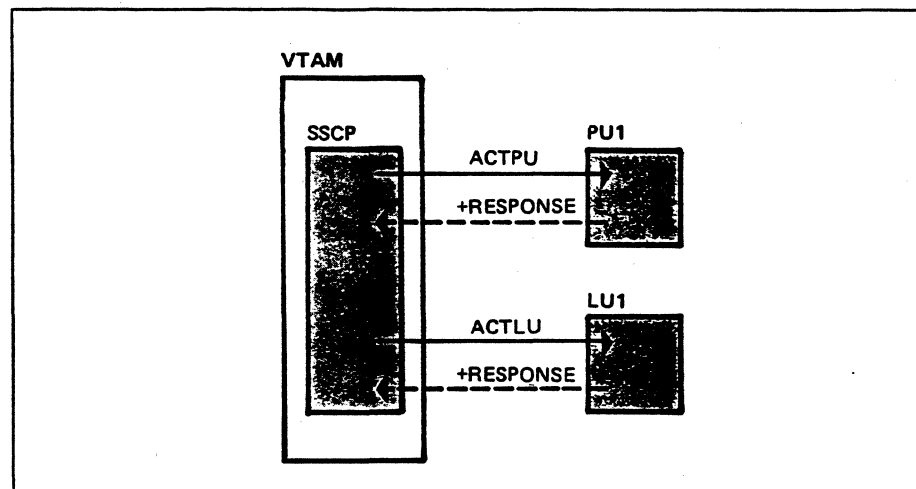 VTAM
SSCP
PU1
ACTPU
+RESPONSE
LU1
ACTLU
+RESPONSE